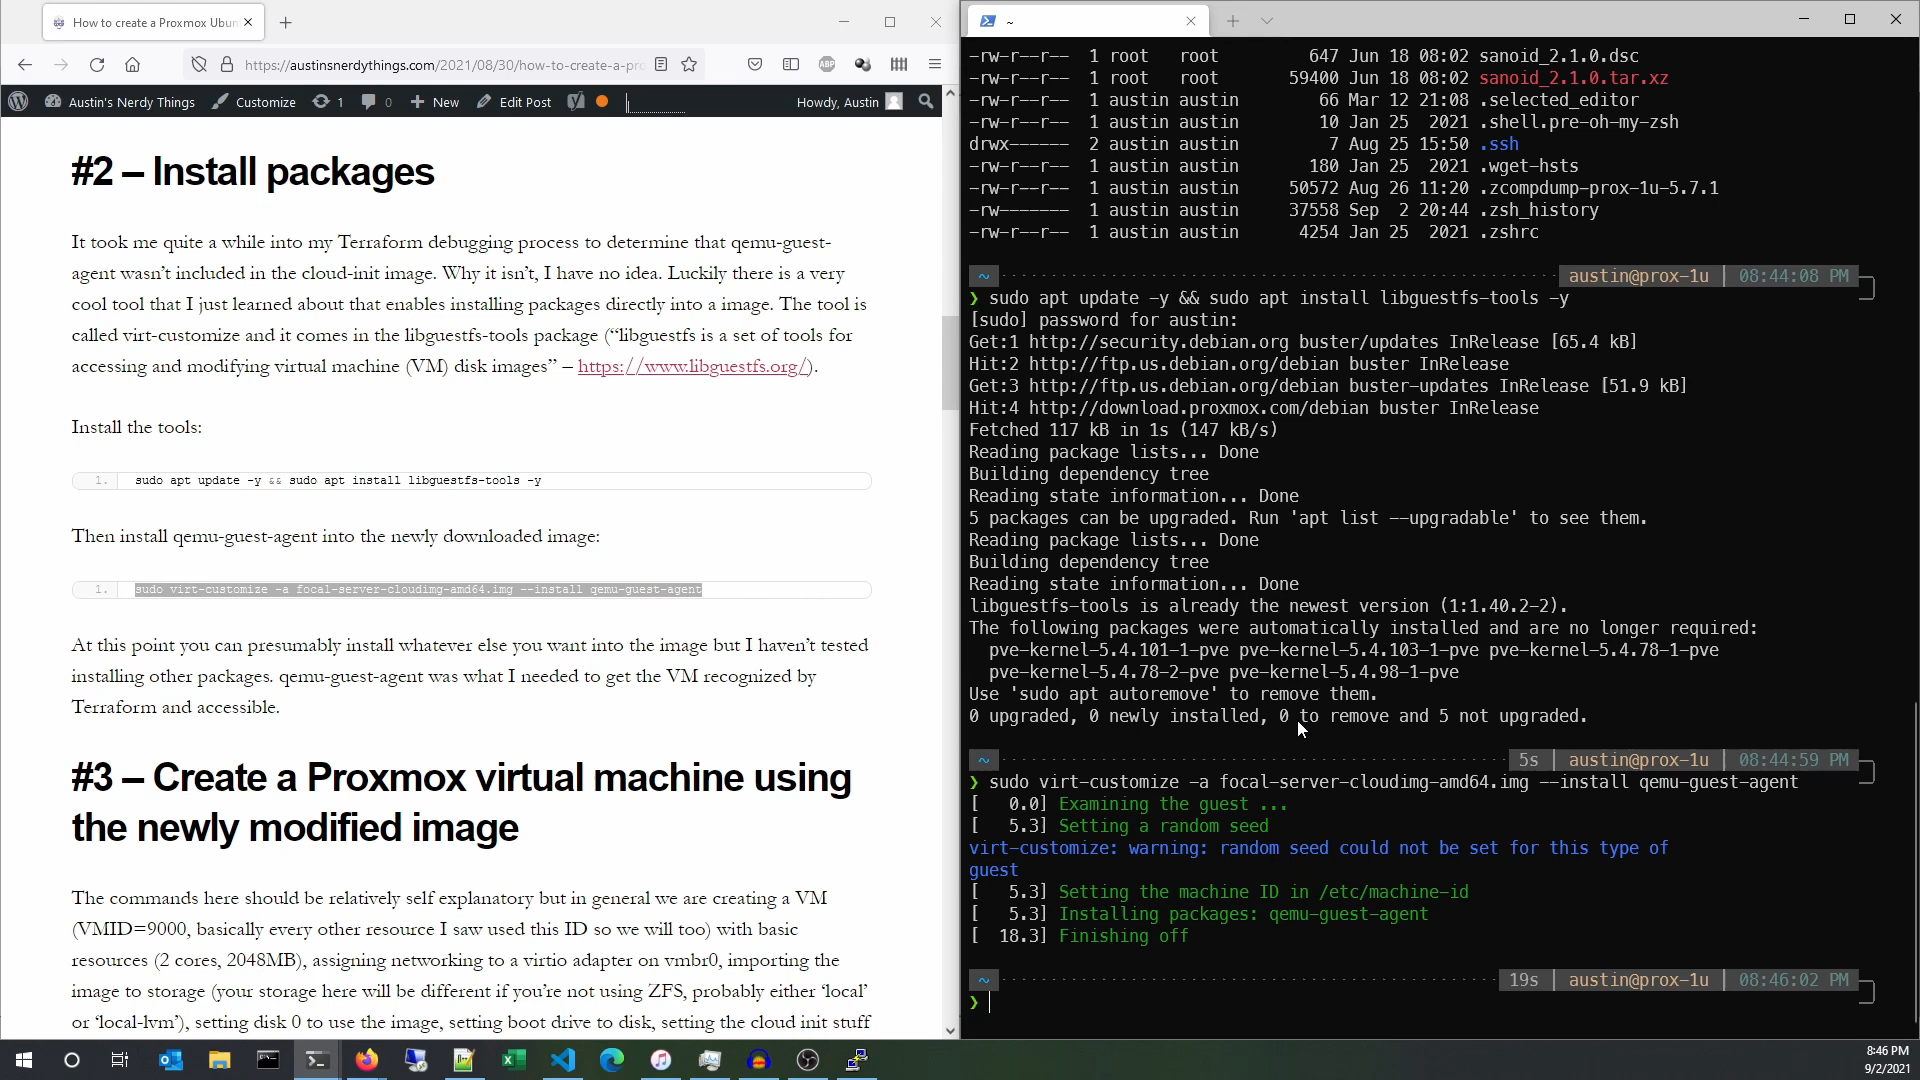 How to create a Proxmox Ubun
https://austinsnerdythings.com/2021/08/30/how-to-create-a-pro
ABP
Austin's Nerdy Things
Customize
1
0
New
Edit Post
Howdy, Austin
#2 – Install packages
It took me quite a while into my Terraform debugging process to determine that qemu-guest-
agent wasn't included in the cloud-init image. Why it isn't, I have no idea. Luckily there is a very
cool tool that I just learned about that enables installing packages directly into a image. The tool is
called virt-customize and it comes in the libguestfs-tools package (“libguestfs is a set of tools for
accessing and modifying virtual machine (VM) disk images” – https://www.libguestfs.org/).
Install the tools:
1. sudo apt update -y && sudo apt install libguestfs-tools -y
Then install qemu-guest-agent into the newly downloaded image:
1. sudo virt-customize -a focal-server-cloudimg-amd64.img --install qemu-guest-agent
At this point you can presumably install whatever else you want into the image but I haven't tested
installing other packages. qemu-guest-agent was what I needed to get the VM recognized by
Terraform and accessible.
#3 – Create a Proxmox virtual machine using
the newly modified image
The commands here should be relatively self explanatory but in general we are creating a VM
(VMID=9000, basically every other resource I saw used this ID so we will too) with basic
resources (2 cores, 2048MB), assigning networking to a virtio adapter on vmbr0, importing the
image to storage (your storage here will be different if you're not using ZFS, probably either ‘local’
or ‘local-lvm’), setting disk 0 to use the image, setting boot drive to disk, setting the cloud init stuff
~
-rw-r--r-- 1 root root 647 Jun 18 08:02 sanoid_2.1.0.dsc
-rw-r--r-- 1 root root 59400 Jun 18 08:02 sanoid_2.1.0.tar.xz
-rw-r--r-- 1 austin austin 66 Mar 12 21:08 .selected_editor
-rw-r--r-- 1 austin austin 10 Jan 25 2021 .shell.pre-oh-my-zsh
drwx------ 2 austin austin 7 Aug 25 15:50 .ssh
-rw-r--r-- 1 austin austin 180 Jan 25 2021 .wget-hsts
-rw-r--r-- 1 austin austin 50572 Aug 26 11:20 .zcompdump-prox-1u-5.7.1
-rw------- 1 austin austin 37558 Sep 2 20:44 .zsh_history
-rw-r--r-- 1 austin austin 4254 Jan 25 2021 .zshrc
~ austin@prox-1u | 08:44:08 PM
❯ sudo apt update -y && sudo apt install libguestfs-tools -y
[sudo] password for austin:
Get:1 http://security.debian.org buster/updates InRelease [65.4 kB]
Hit:2 http://ftp.us.debian.org/debian buster InRelease
Get:3 http://ftp.us.debian.org/debian buster-updates InRelease [51.9 kB]
Hit:4 http://download.proxmox.com/debian buster InRelease
Fetched 117 kB in 1s (147 kB/s)
Reading package lists... Done
Building dependency tree
Reading state information... Done
5 packages can be upgraded. Run 'apt list --upgradable' to see them.
Reading package lists... Done
Building dependency tree
Reading state information... Done
libguestfs-tools is already the newest version (1:1.40.2-2).
The following packages were automatically installed and are no longer required:
pve-kernel-5.4.101-1-pve pve-kernel-5.4.103-1-pve pve-kernel-5.4.78-1-pve
pve-kernel-5.4.78-2-pve pve-kernel-5.4.98-1-pve
Use 'sudo apt autoremove' to remove them.
0 upgraded, 0 newly installed, 0 to remove and 5 not upgraded.
~ 5s | austin@prox-1u | 08:44:59 PM
❯ sudo virt-customize -a focal-server-cloudimg-amd64.img --install qemu-guest-agent
[ 0.0] Examining the guest ...
[ 5.3] Setting a random seed
virt-customize: warning: random seed could not be set for this type of
guest
[ 5.3] Setting the machine ID in /etc/machine-id
[ 5.3] Installing packages: qemu-guest-agent
[ 18.3] Finishing off
~ 19s | austin@prox-1u | 08:46:02 PM
❯
8:46 PM
9/2/2021